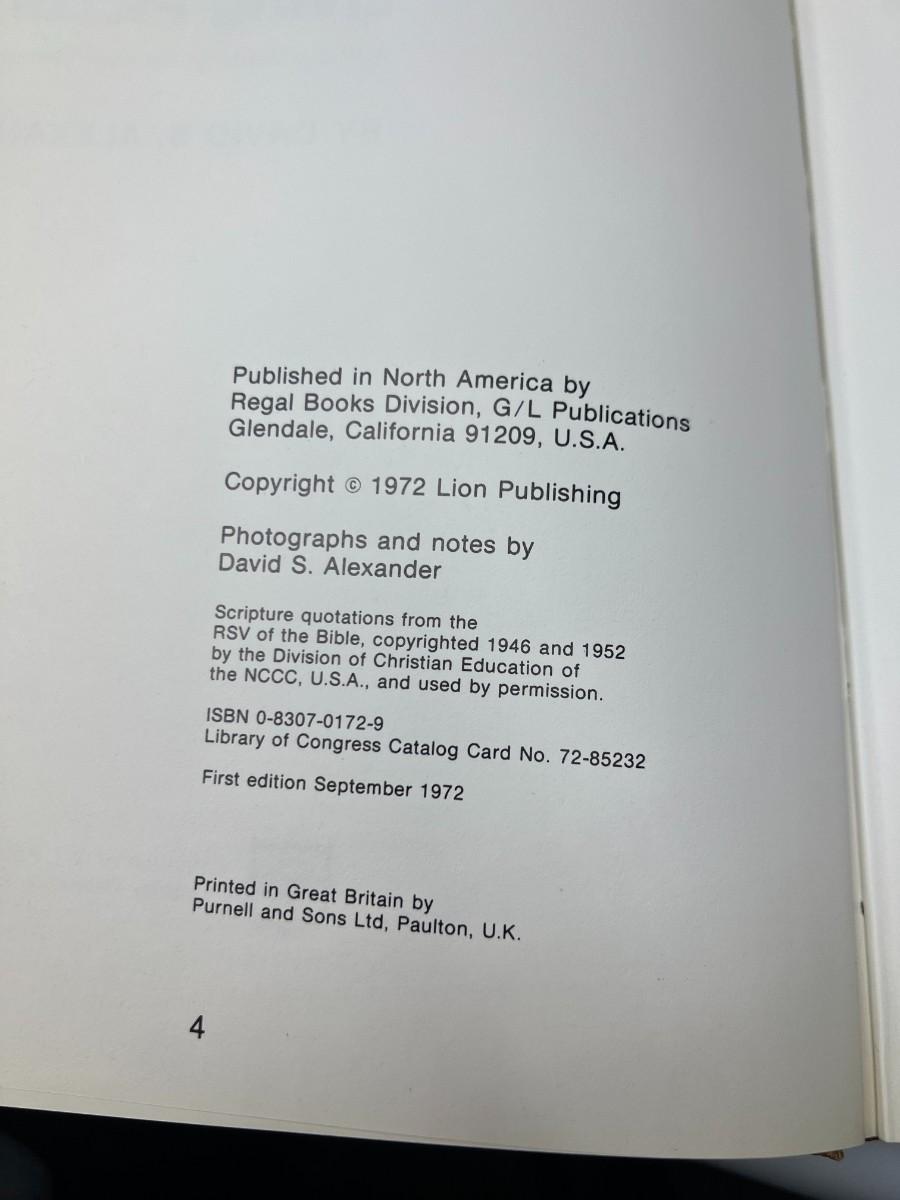 Published in North America by
Regal Books Division, G/L Publications
Glendale, California 91209, U.S.A.
Copyright © 1972 Lion Publishing
Photographs and notes by
David S. Alexander
Scripture quotations from the
RSV of the Bible, copyrighted 1946 and 1952
by the Division of Christian Education of
the NCCC, U.S.A., and used by permission.
ISBN 0-8307-0172-9
Library of Congress Catalog Card No. 72-85232
First edition September 1972
Printed in Great Britain by
Purnell and Sons Ltd, Paulton, U.K.
4